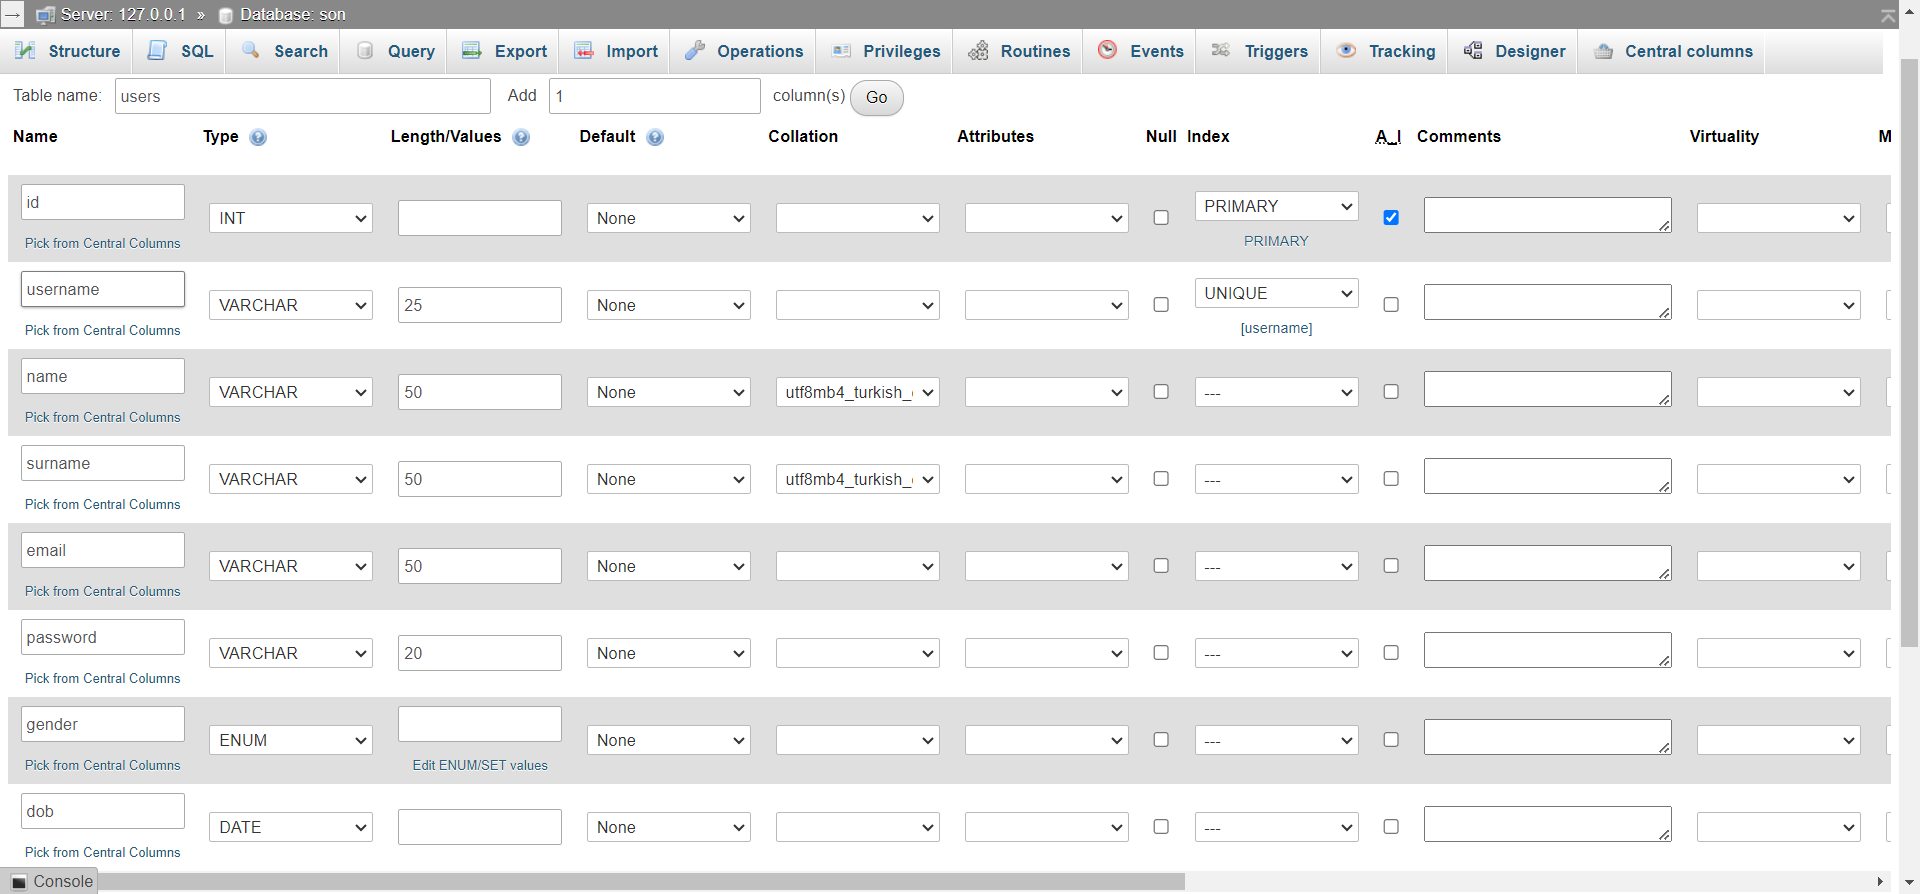 Server: 127.0.0.1 » Database: son
Structure SQL Search Query Export Import Operations Privileges Routines Events Triggers Tracking Designer Central columns
Table name: users Add 1 column(s) Go
Name Type Length/Values Default Collation Attributes Null Index A_I Comments Virtuality M
id INT None PRIMARY
Pick from Central Columns PRIMARY
username VARCHAR 25 None UNIQUE
Pick from Central Columns [username]
name VARCHAR 50 None utf8mb4_turkish_ ---
Pick from Central Columns
surname VARCHAR 50 None utf8mb4_turkish_ ---
Pick from Central Columns
email VARCHAR 50 None ---
Pick from Central Columns
password VARCHAR 20 None ---
Pick from Central Columns
gender ENUM None ---
Pick from Central Columns Edit ENUM/SET values
dob DATE None ---
Pick from Central Columns
Console